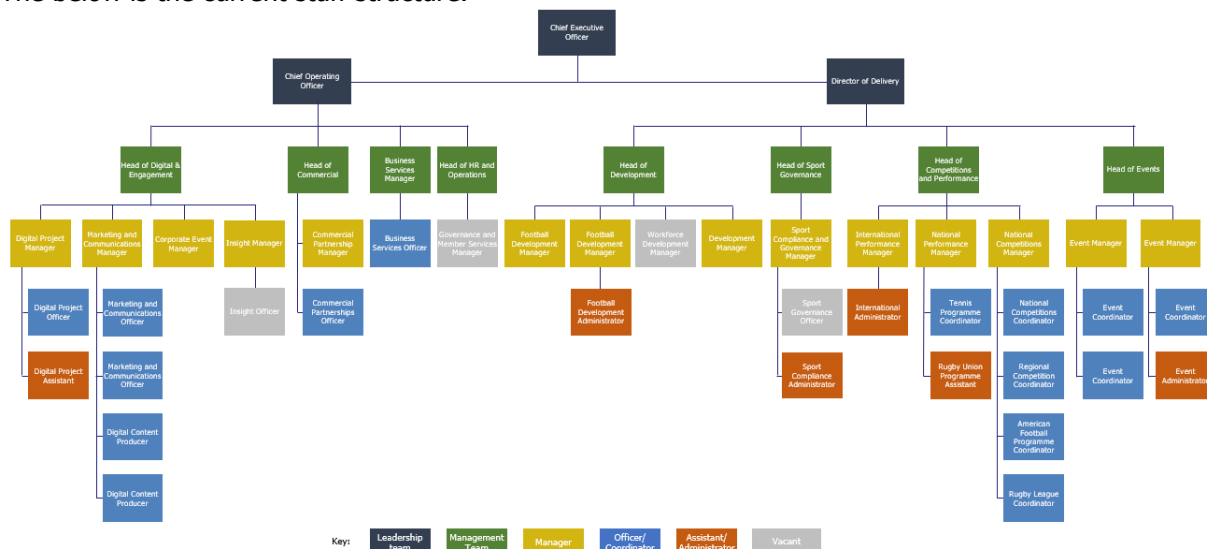 Chief Executive
Officer
Chief Operating
Officer
Director of Delivery
Head of Digital &
Engagement
Head of
Commercial
Business
Services
Manager
Head of HR and
Operations
Head of
Development
Head of Sport
Governance
Head of
Competitions
and Performance
Head of Events
Digital Project
Manager
Marketing and
Communications
Manager
Corporate Event
Manager
Insight Manager
Commercial
Partnership
Manager
Business
Services Officer
Governance and
Member Services
Manager
Football
Development
Manager
Football
Development
Manager
Workforce
Development
Manager
Development
Manager
Sport
Compliance and
Governance
Manager
International
Performance
Manager
National
Performance
Manager
National
Competitions
Manager
Event Manager
Event Manager
Digital Project
Officer
Marketing and
Communications
Officer
Insight Officer
Commercial
Partnerships
Officer
Football
Development
Administrator
Sport
Governance
Officer
International
Administrator
Tennis
Programme
Coordinator
National
Competitions
Coordinator
Event
Coordinator
Event
Coordinator
Digital Project
Assistant
Marketing and
Communications
Officer
Sport
Compliance
Administrator
Rugby Union
Programme
Assistant
Regional
Competition
Coordinator
Event
Coordinator
Event
Administrator
Digital Content
Producer
American
Football
Programme
Coordinator
Digital Content
Producer
Rugby League
Coordinator
Key:
Leadership
team
Management
Team
Manager
Officer/
Coordinator
Assistant/
Administrator
Vacant